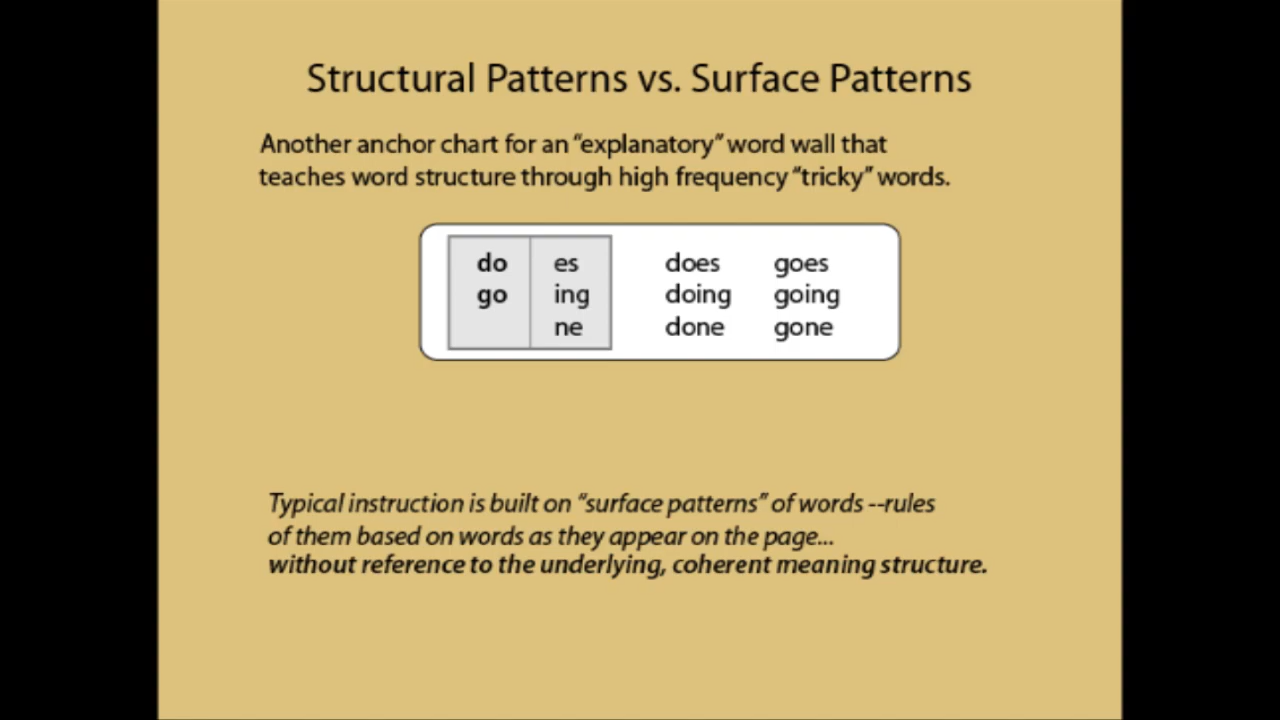 Structural Patterns vs. Surface Patterns
Another anchor chart for an “explanatory” word wall that
teaches word structure through high frequency “tricky” words.
do es does goes
go ing doing going
ne done gone
Typical instruction is built on “surface patterns” of words --rules
of them based on words as they appear on the page...
without reference to the underlying, coherent meaning structure.